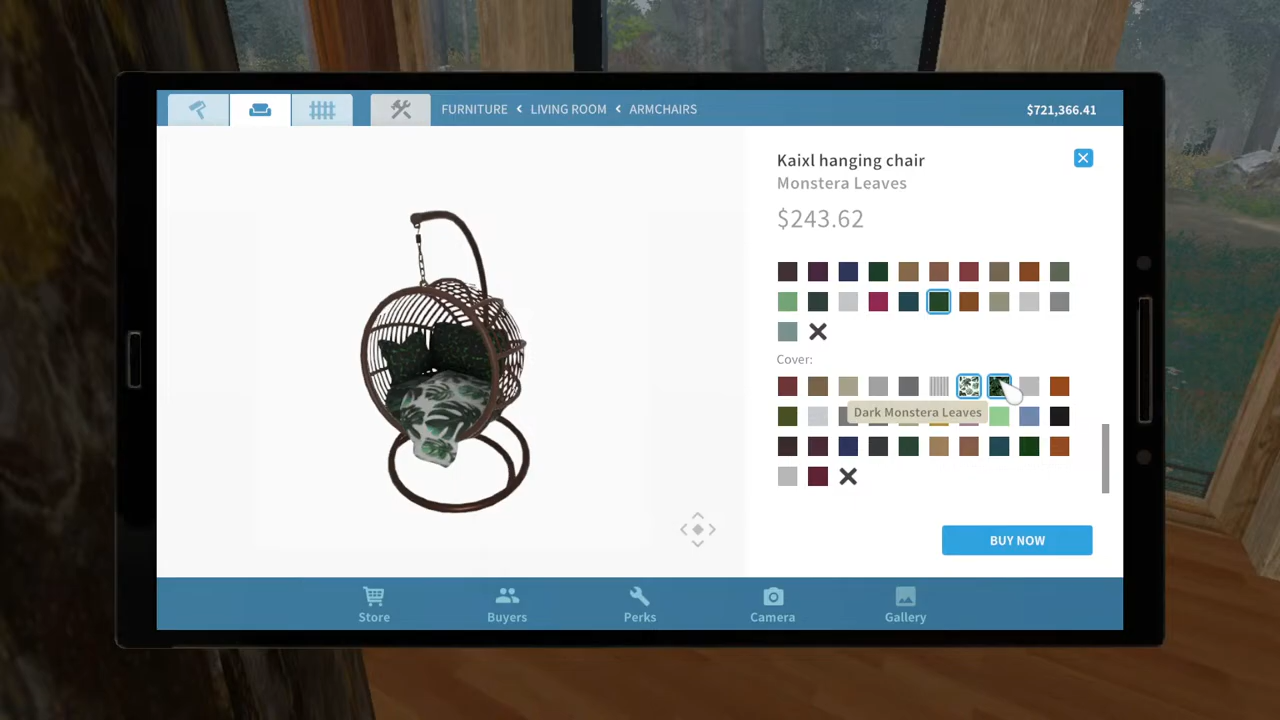 FURNITURE < LIVING ROOM < ARMCHAIRS
$721,366.41
Kaixl hanging chair
Monstera Leaves
$243.62
Cover:
Dark Monstera Leaves
BUY NOW
Store
Buyers
Perks
Camera
Gallery